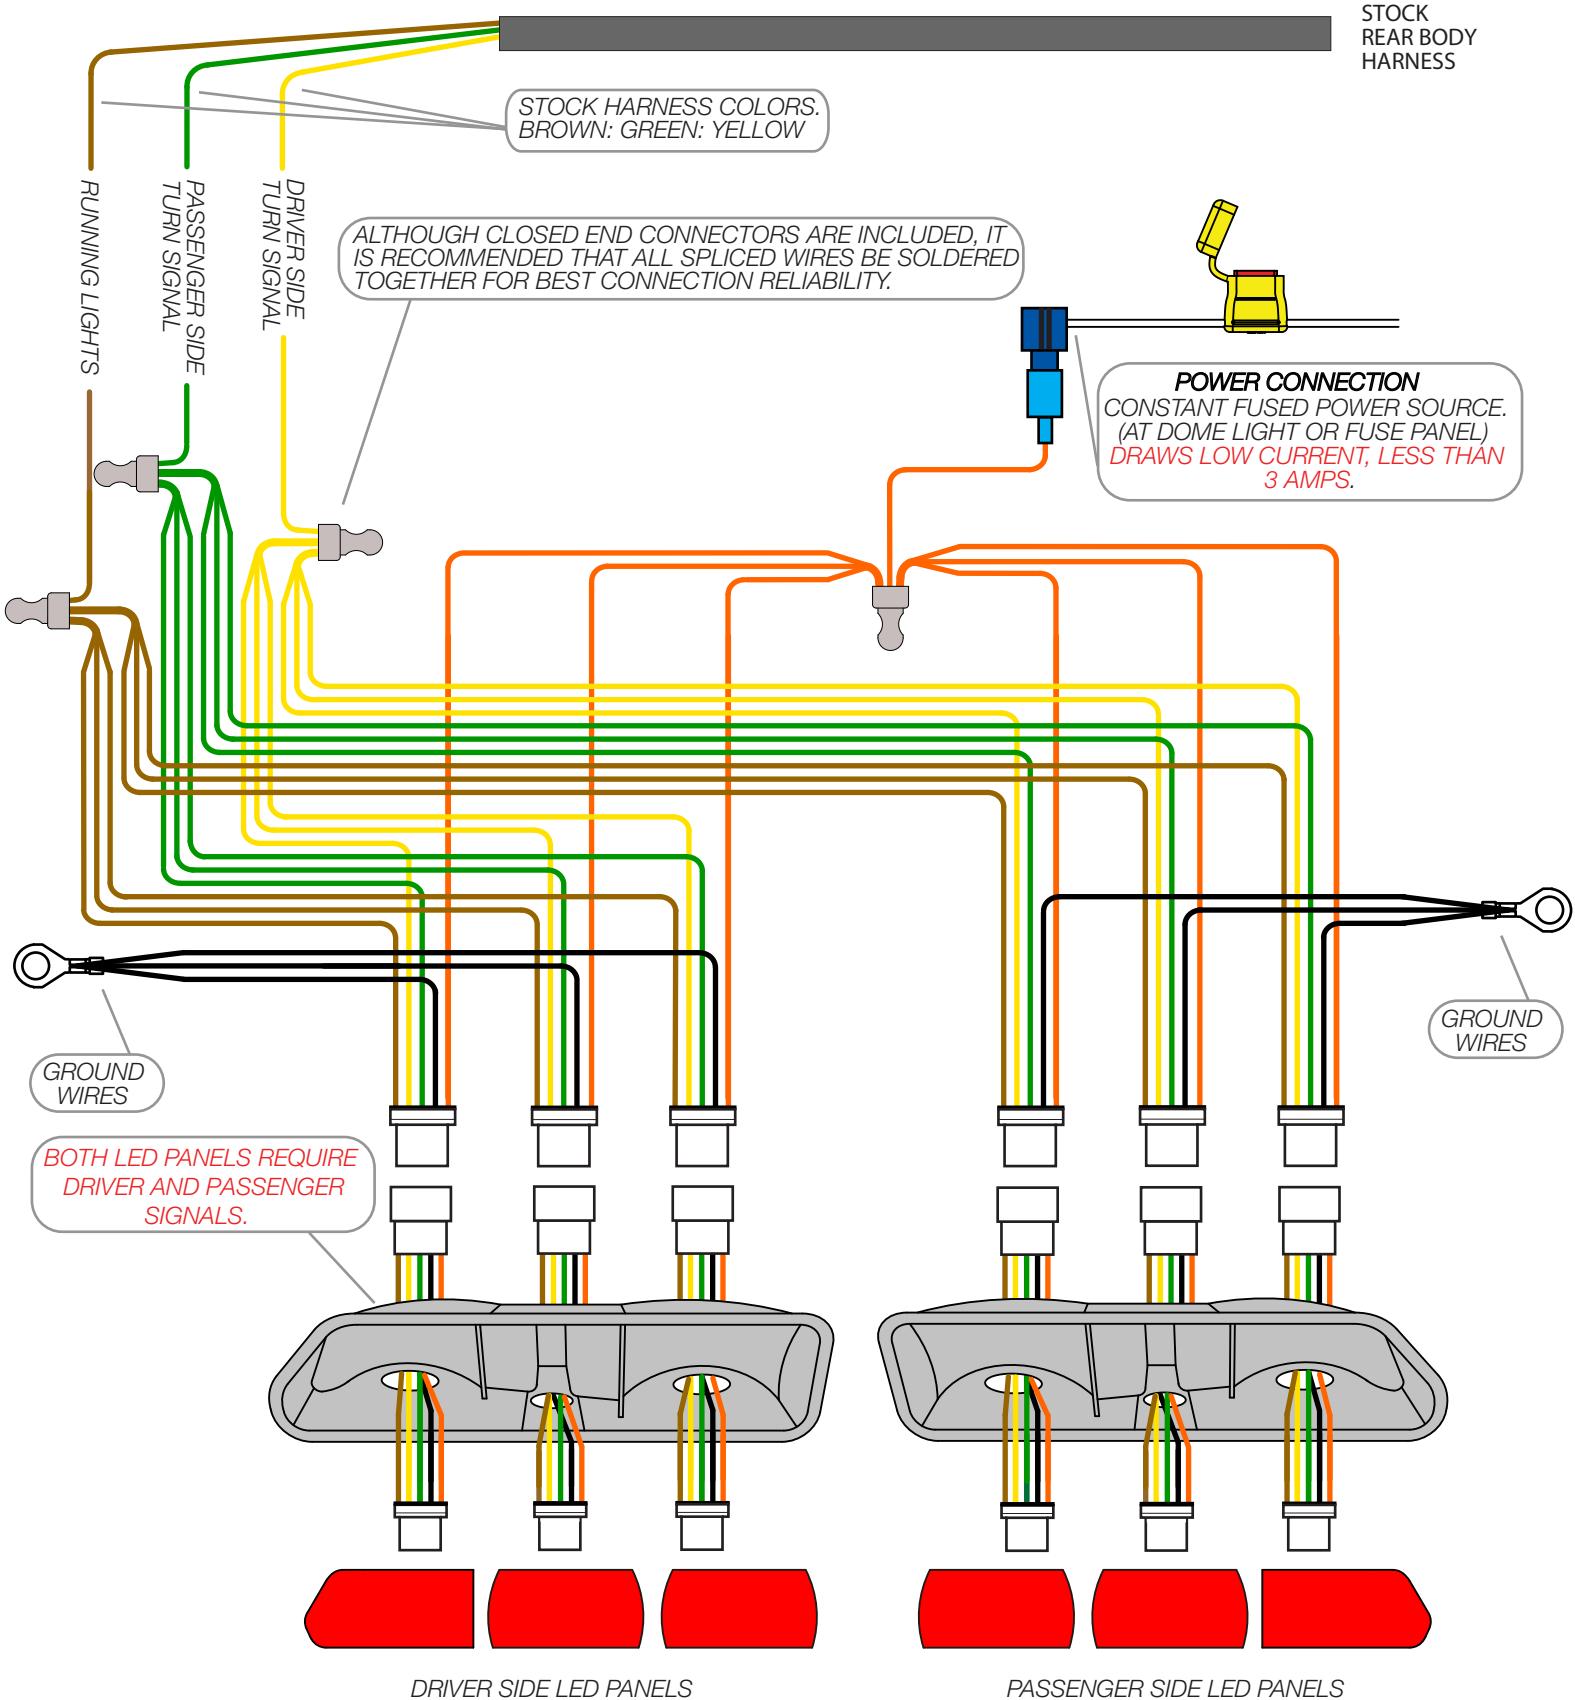 STOCK
REAR BODY
HARNESS
STOCK HARNESS COLORS.
BROWN: GREEN: YELLOW
RUNNING LIGHTS
PASSENGER SIDE
TURN SIGNAL
DRIVER SIDE
TURN SIGNAL
ALTHOUGH CLOSED END CONNECTORS ARE INCLUDED, IT
IS RECOMMENDED THAT ALL SPLICED WIRES BE SOLDERED
TOGETHER FOR BEST CONNECTION RELIABILITY.
POWER CONNECTION
CONSTANT FUSED POWER SOURCE.
(AT DOME LIGHT OR FUSE PANEL)
DRAWS LOW CURRENT, LESS THAN
3 AMPS.
GROUND
WIRES
GROUND
WIRES
BOTH LED PANELS REQUIRE
DRIVER AND PASSENGER
SIGNALS.
DRIVER SIDE LED PANELS
PASSENGER SIDE LED PANELS